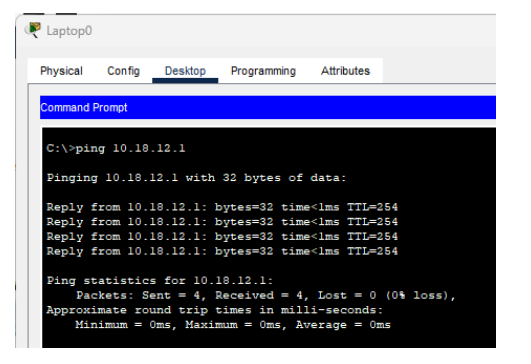 Laptop0
Physical Config Desktop Programming Attributes
Command Prompt
C:\>ping 10.18.12.1
Pinging 10.18.12.1 with 32 bytes of data:
Reply from 10.18.12.1: bytes=32 time<1ms TTL=254
Reply from 10.18.12.1: bytes=32 time<1ms TTL=254
Reply from 10.18.12.1: bytes=32 time<1ms TTL=254
Reply from 10.18.12.1: bytes=32 time<1ms TTL=254
Ping statistics for 10.18.12.1:
Packets: Sent = 4, Received = 4, Lost = 0 (0% loss),
Approximate round trip times in milli-seconds:
Minimum = 0ms, Maximum = 0ms, Average = 0ms